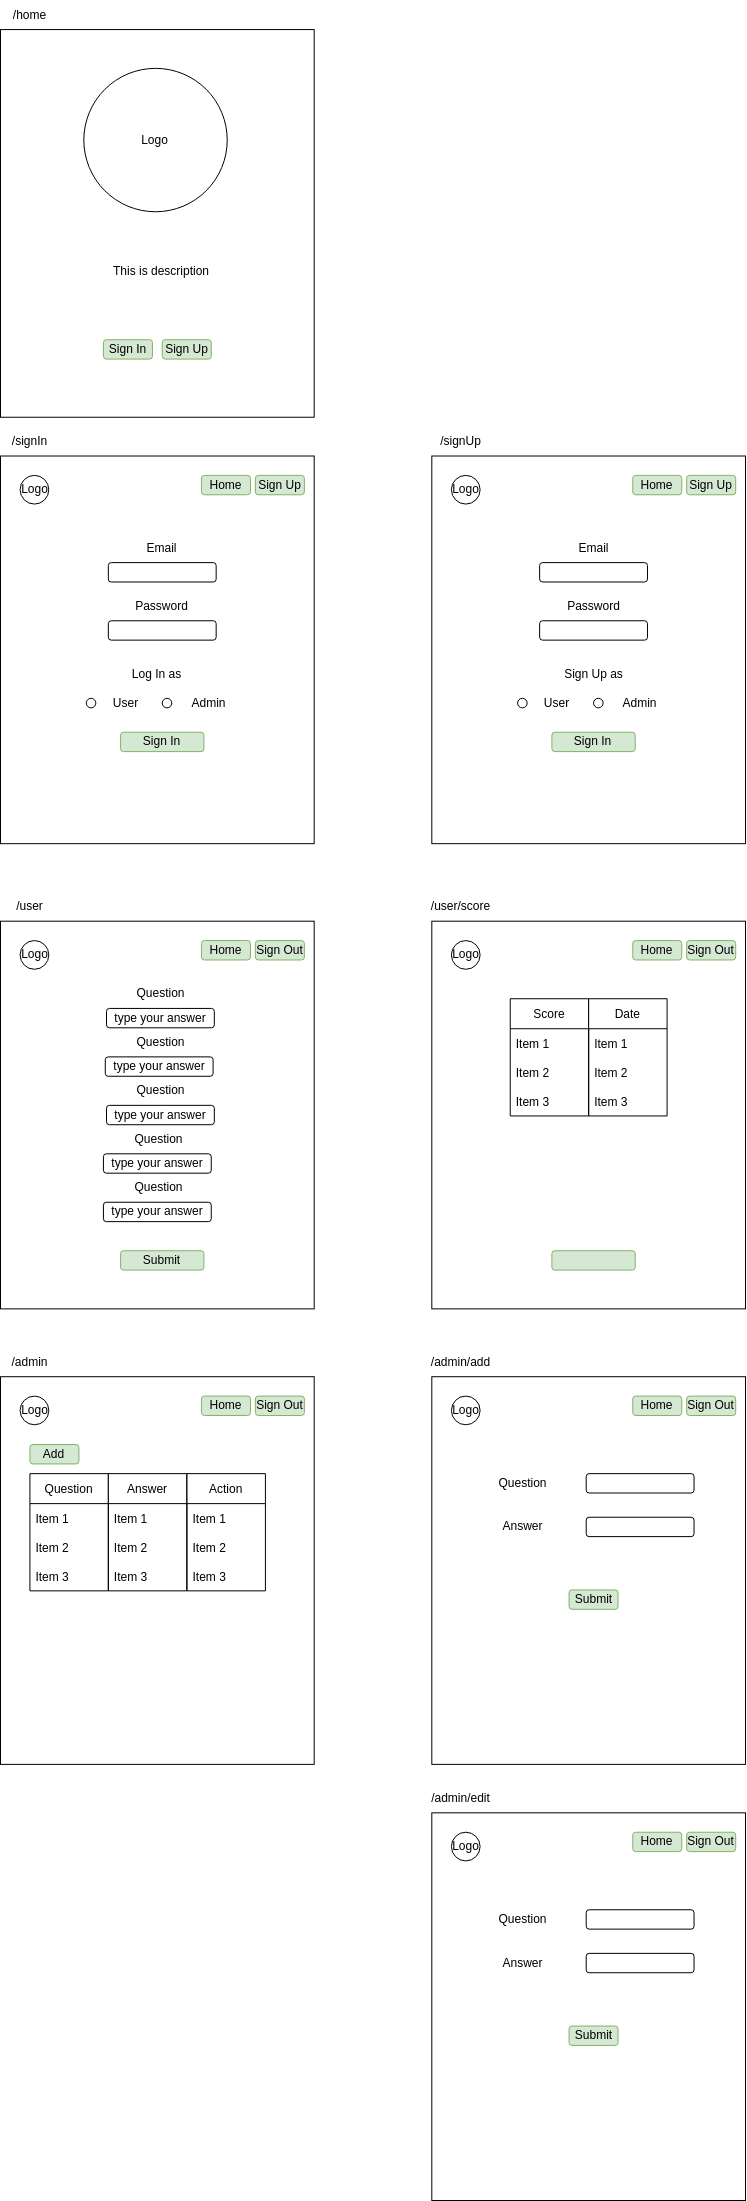 /home
Logo
This is description
Sign In Sign Up
/signIn
Logo Home Sign Up
Email
Password
Log In as
User Admin
Sign In
/signUp
Logo Home Sign Up
Email
Password
Sign Up as
User Admin
Sign In
/user
Logo Home Sign Out
Question
type your answer
Question
type your answer
Question
type your answer
Question
type your answer
Question
type your answer
Submit
/user/score
Logo Home Sign Out
Score Date
Item 1 Item 1
Item 2 Item 2
Item 3 Item 3
/admin
Logo Home Sign Out
Add
Question Answer Action
Item 1 Item 1 Item 1
Item 2 Item 2 Item 2
Item 3 Item 3 Item 3
/admin/add
Logo Home Sign Out
Question
Answer
Submit
/admin/edit
Logo Home Sign Out
Question
Answer
Submit